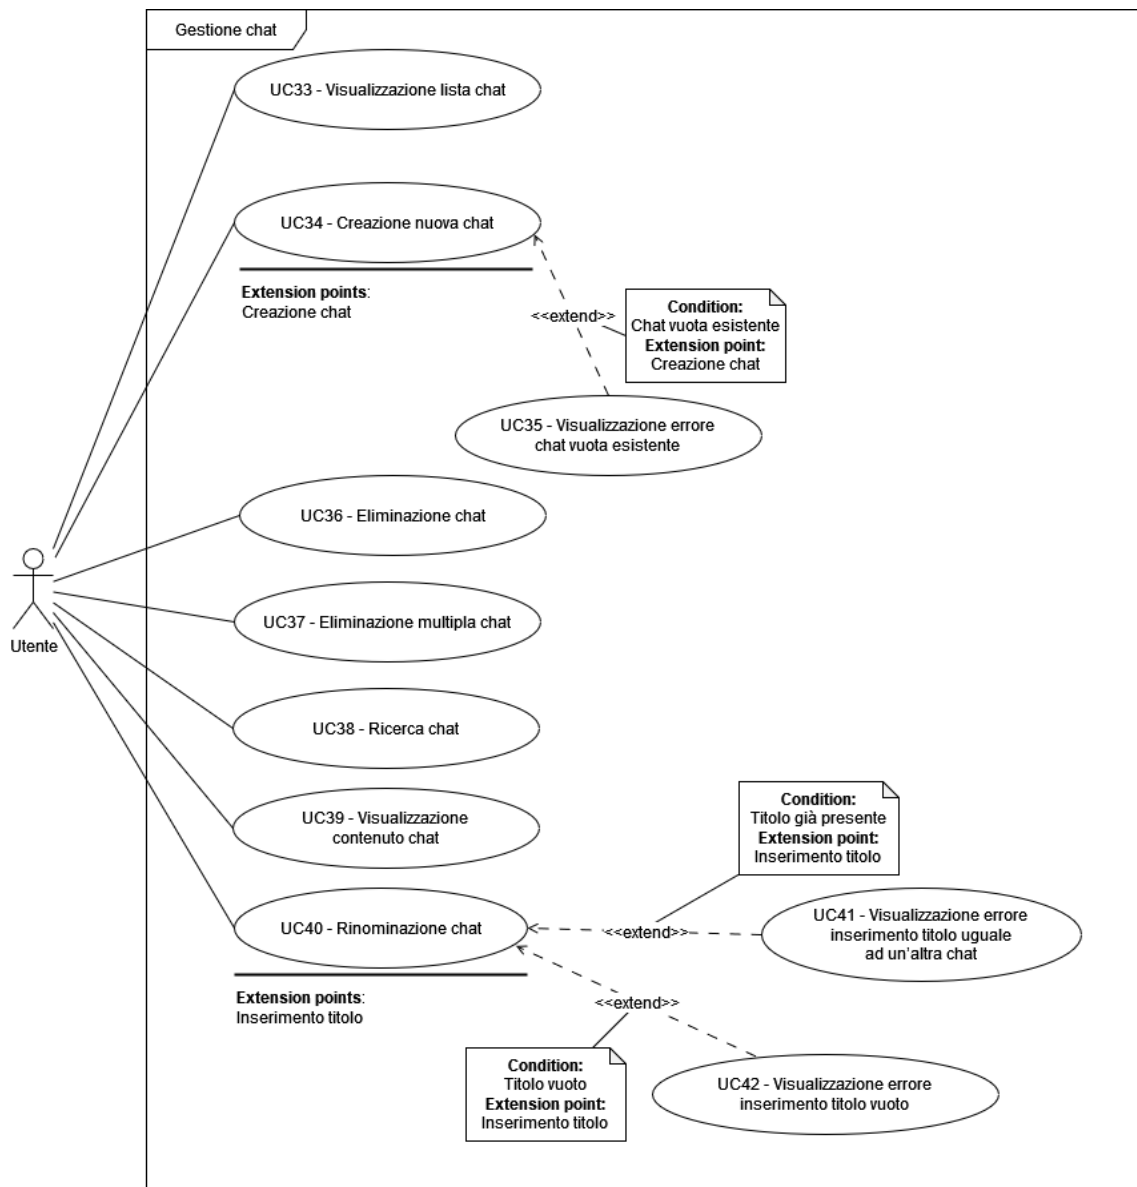 Gestione chat
UC33 - Visualizzazione lista chat
UC34 - Creazione nuova chat
Extension points:
Creazione chat
<<extend>>
Condition:
Chat vuota esistente
Extension point:
Creazione chat
UC35 - Visualizzazione errore
chat vuota esistente
UC36 - Eliminazione chat
Utente
UC37 - Eliminazione multipla chat
UC38 - Ricerca chat
UC39 - Visualizzazione
contenuto chat
Condition:
Titolo già presente
Extension point:
Inserimento titolo
UC40 - Rinominazione chat
<<extend>>
UC41 - Visualizzazione errore
inserimento titolo uguale
ad un'altra chat
Extension points:
Inserimento titolo
<<extend>>
Condition:
Titolo vuoto
Extension point:
Inserimento titolo
UC42 - Visualizzazione errore
inserimento titolo vuoto